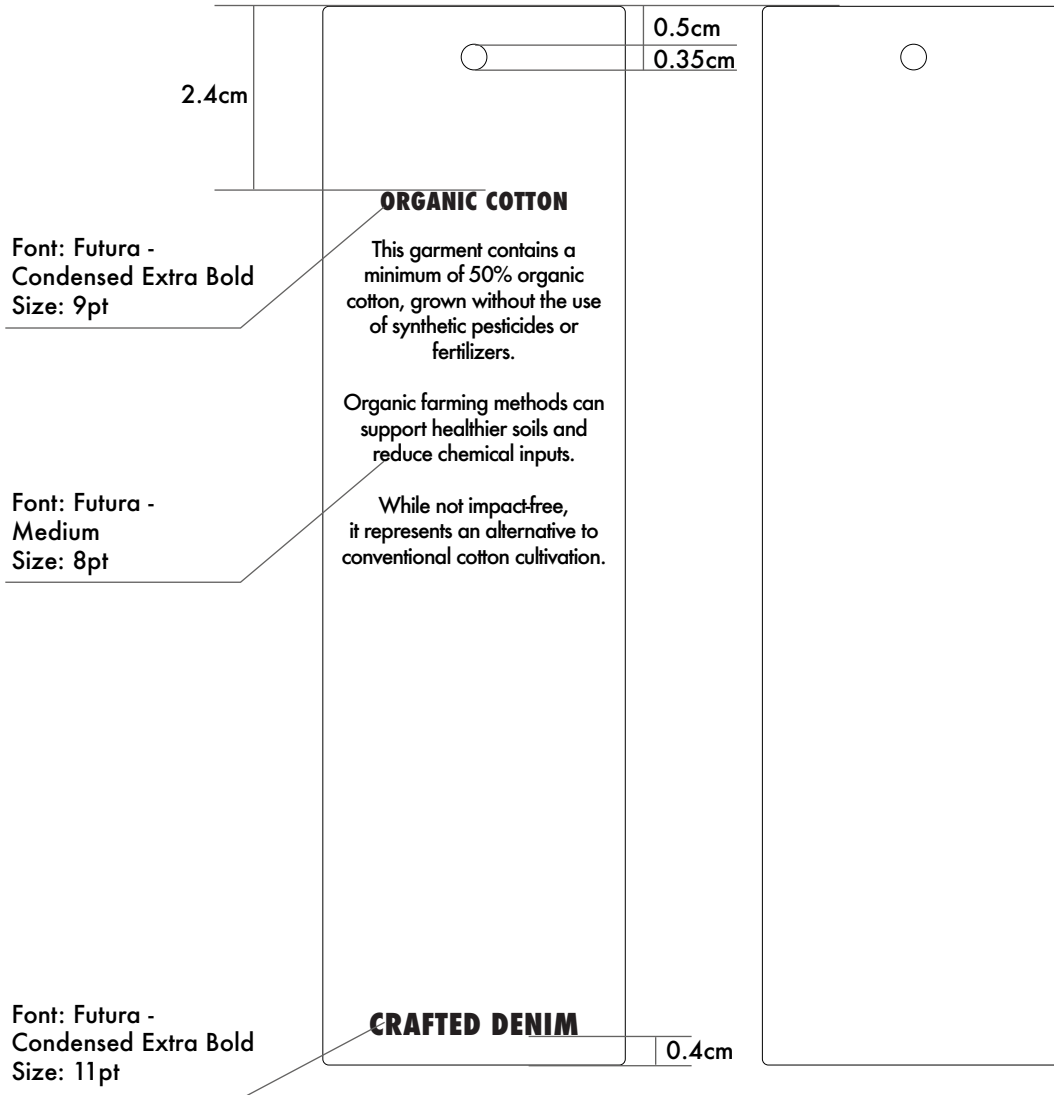 0.5cm
0.35cm
2.4cm
ORGANIC COTTON
Font: Futura -
Condensed Extra Bold
Size: 9pt
This garment contains a
minimum of 50% organic
cotton, grown without the use
of synthetic pesticides or
fertilizers.
Organic farming methods can
support healthier soils and
reduce chemical inputs.
Font: Futura -
Medium
Size: 8pt
While not impact-free,
it represents an alternative to
conventional cotton cultivation.
Font: Futura -
Condensed Extra Bold
Size: 11pt
CRAFTED DENIM
0.4cm